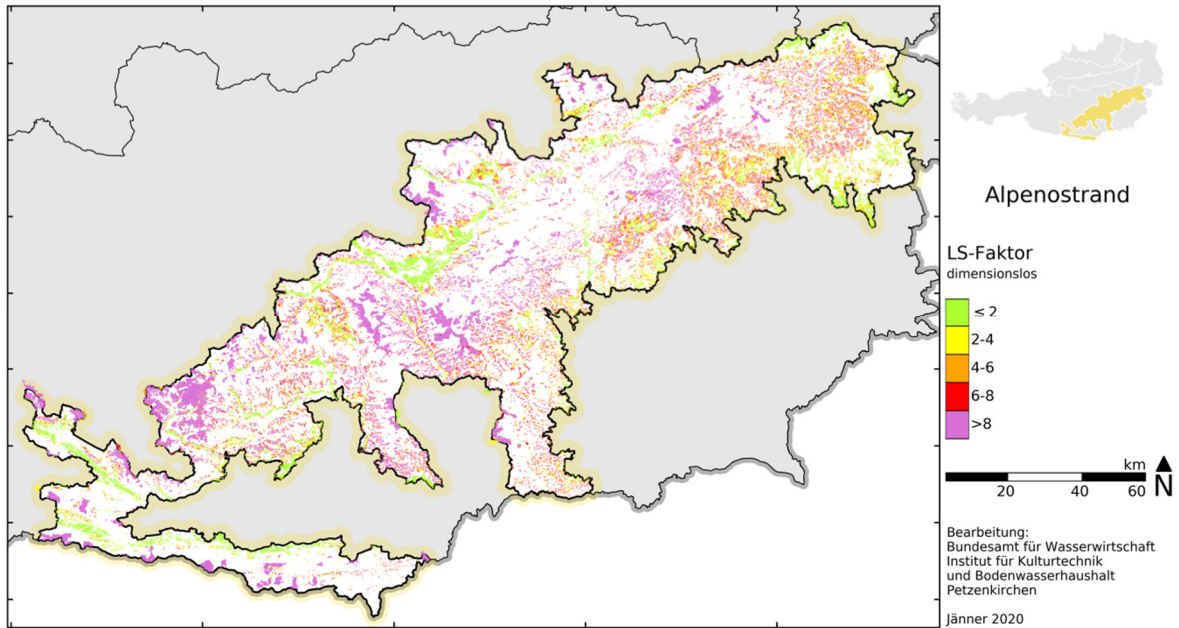 Alpenostrand
LS-Faktor
dimensionslos
≤ 2
2-4
4-6
6-8
>8
km
20 40 60
N
Bearbeitung:
Bundesamt für Wasserwirtschaft
Institut für Kulturtechnik
und Bodenwasserhaushalt
Petzenkirchen
Jänner 2020